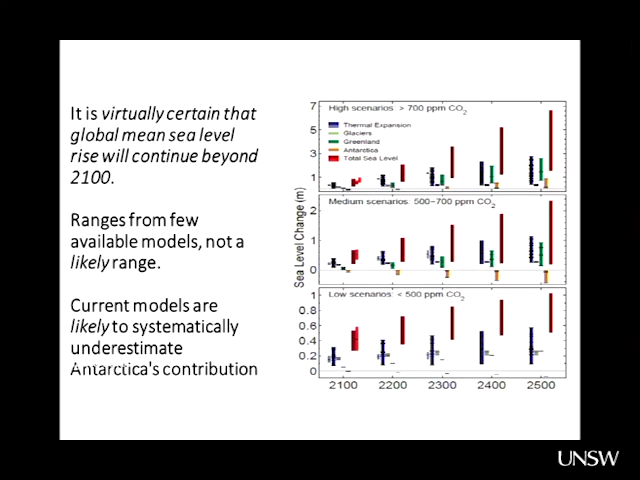 It is virtually certain that
global mean sea level
rise will continue beyond
2100.
Ranges from few
available models, not a
likely range.
Current models are
likely to systematically
underestimate
Antarctica's contribution
Sea Level Change (m)
High scenarios: > 700 ppm CO2
Thermal Expansion
Glaciers
Greenland
Antarctica
Total Sea Level
7
5
3
1
Medium scenarios: 500-700 ppm CO2
2
1
0
Low scenarios: < 500 ppm CO2
1
0.8
0.6
0.4
0.2
0
2100 2200 2300 2400 2500
UNSW